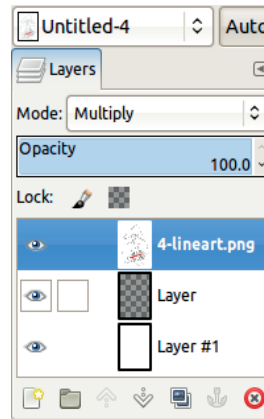 Untitled-4 Auto
Layers
Mode: Multiply
Opacity
100.0
Lock:
4-lineart.png
Layer
Layer #1